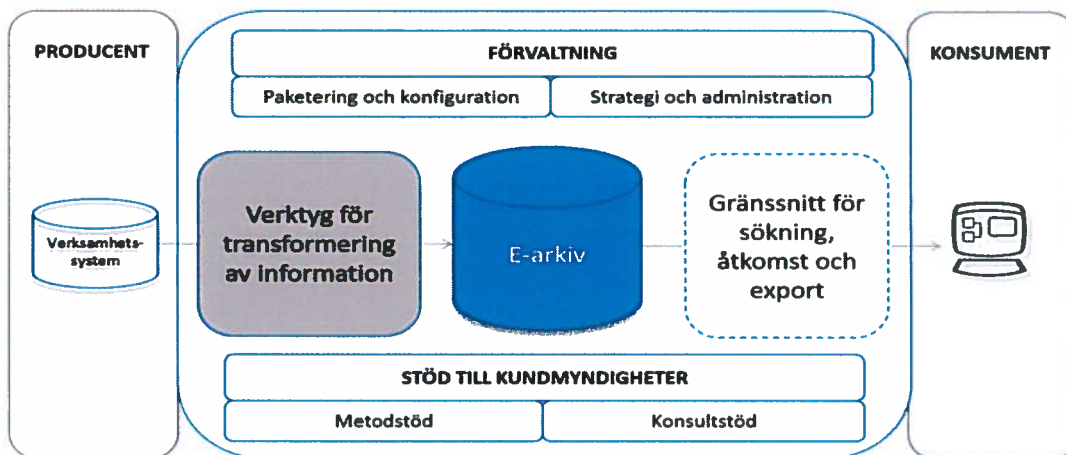 PRODUCENT
FÖRVALTNING
KONSUMENT
Paketering och konfiguration
Strategi och administration
Verksamhets-
system
Verktyg för
transformering
av information
E-arkiv
Gränssnitt för
sökning,
åtkomst och
export
STÖD TILL KUNDMYNDIGHETER
Metodstöd
Konsultstöd